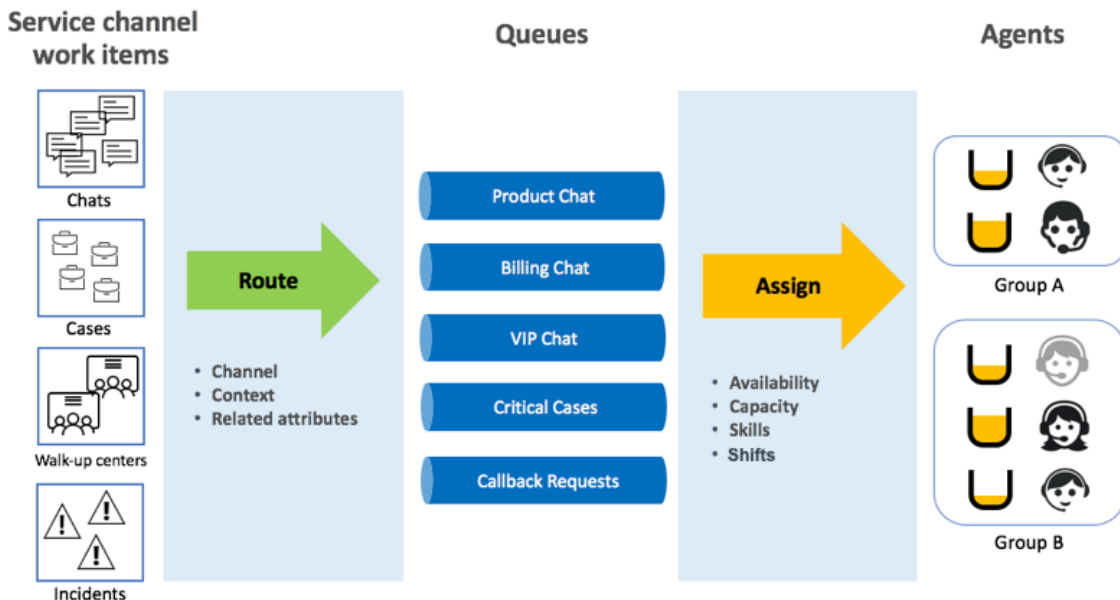 Service channel
work items
Queues
Agents
Chats
Cases
Walk-up centers
Incidents
Route
• Channel
• Context
• Related attributes
Product Chat
Billing Chat
VIP Chat
Critical Cases
Callback Requests
Assign
• Availability
• Capacity
• Skills
• Shifts
Group A
Group B